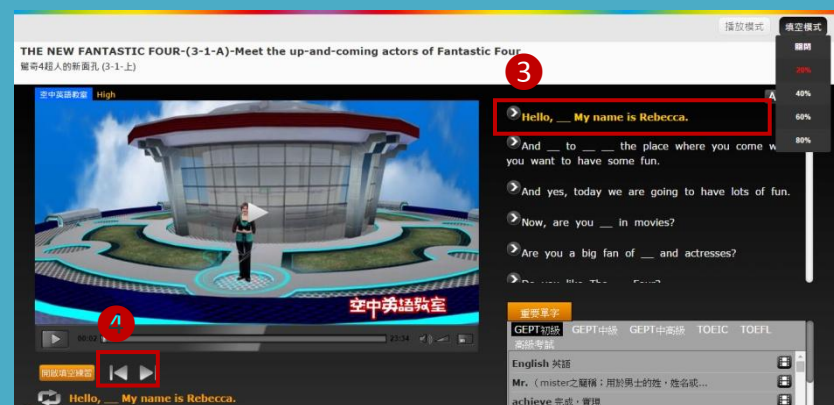 播放模式 填空模式
關閉
20%
40%
60%
80%
THE NEW FANTASTIC FOUR-(3-1-A)-Meet the up-and-coming actors of Fantastic Four
驚奇4超人的新面孔 (3-1-上)
3
空中英語教室 High
A
Hello, __ My name is Rebecca.
And __ to __ __ the place where you come w
you want to have some fun.
And yes, today we are going to have lots of fun.
Now, are you __ in movies?
Are you a big fan of __ and actresses?
Do you like The __ Four?
空中英語教室
4
00:02 23:34
重要單字
GEPT初級 GEPT中級 GEPT中高級 TOEIC TOEFL
高級考試
English 英語
Mr. (mister之簡稱；用於男士的姓，姓名或...
achieve 完成，實現
開啟填空練習
Hello, __ My name is Rebecca.